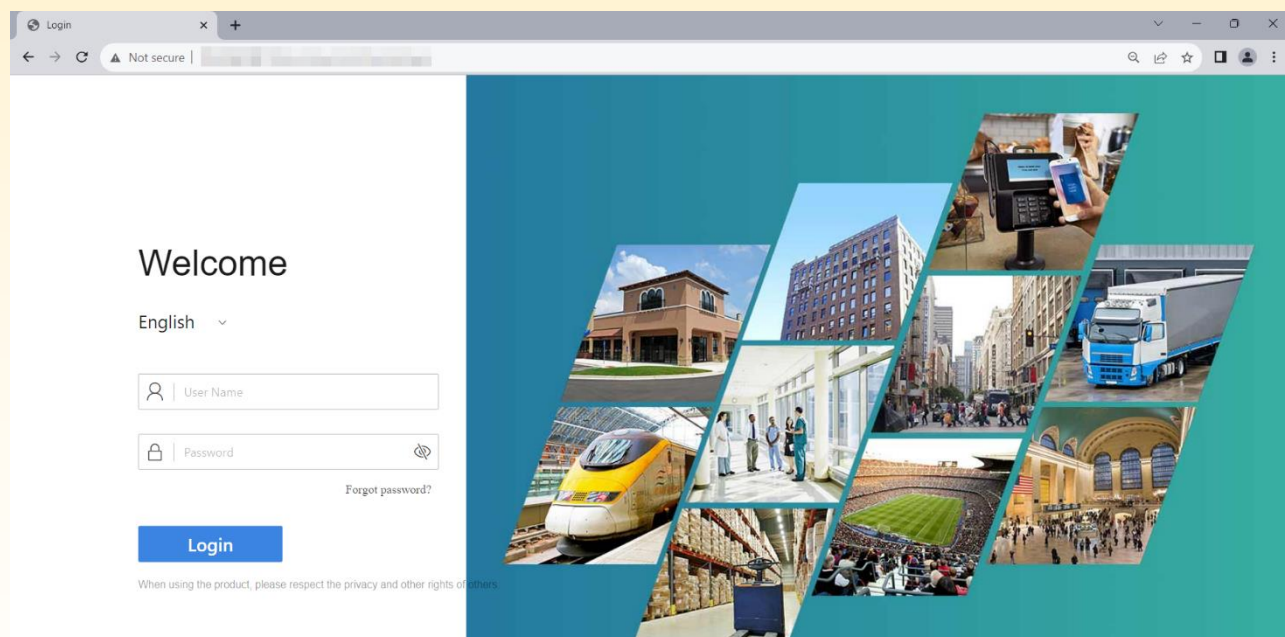 Login
Not secure
Welcome
English
User Name
Password
Forgot password?
Login
When using the product, please respect the privacy and other rights of others.